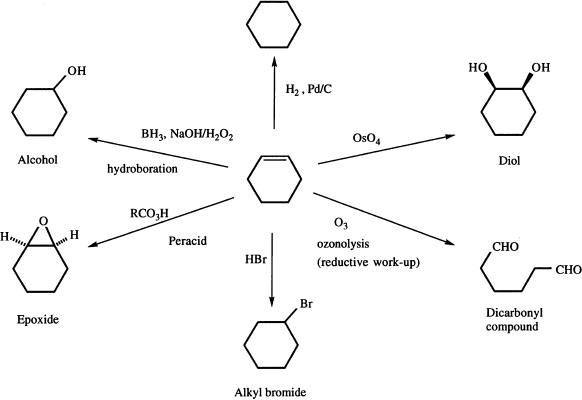 OH
Alcohol
H₂ , Pd/C
BH₃, NaOH/H₂O₂
hydroboration
HO OH
OsO₄
Diol
O
H H
Epoxide
RCO₃H
Peracid
HBr
O₃
ozonolysis
(reductive work-up)
CHO
CHO
Dicarbonyl
compound
Br
Alkyl bromide